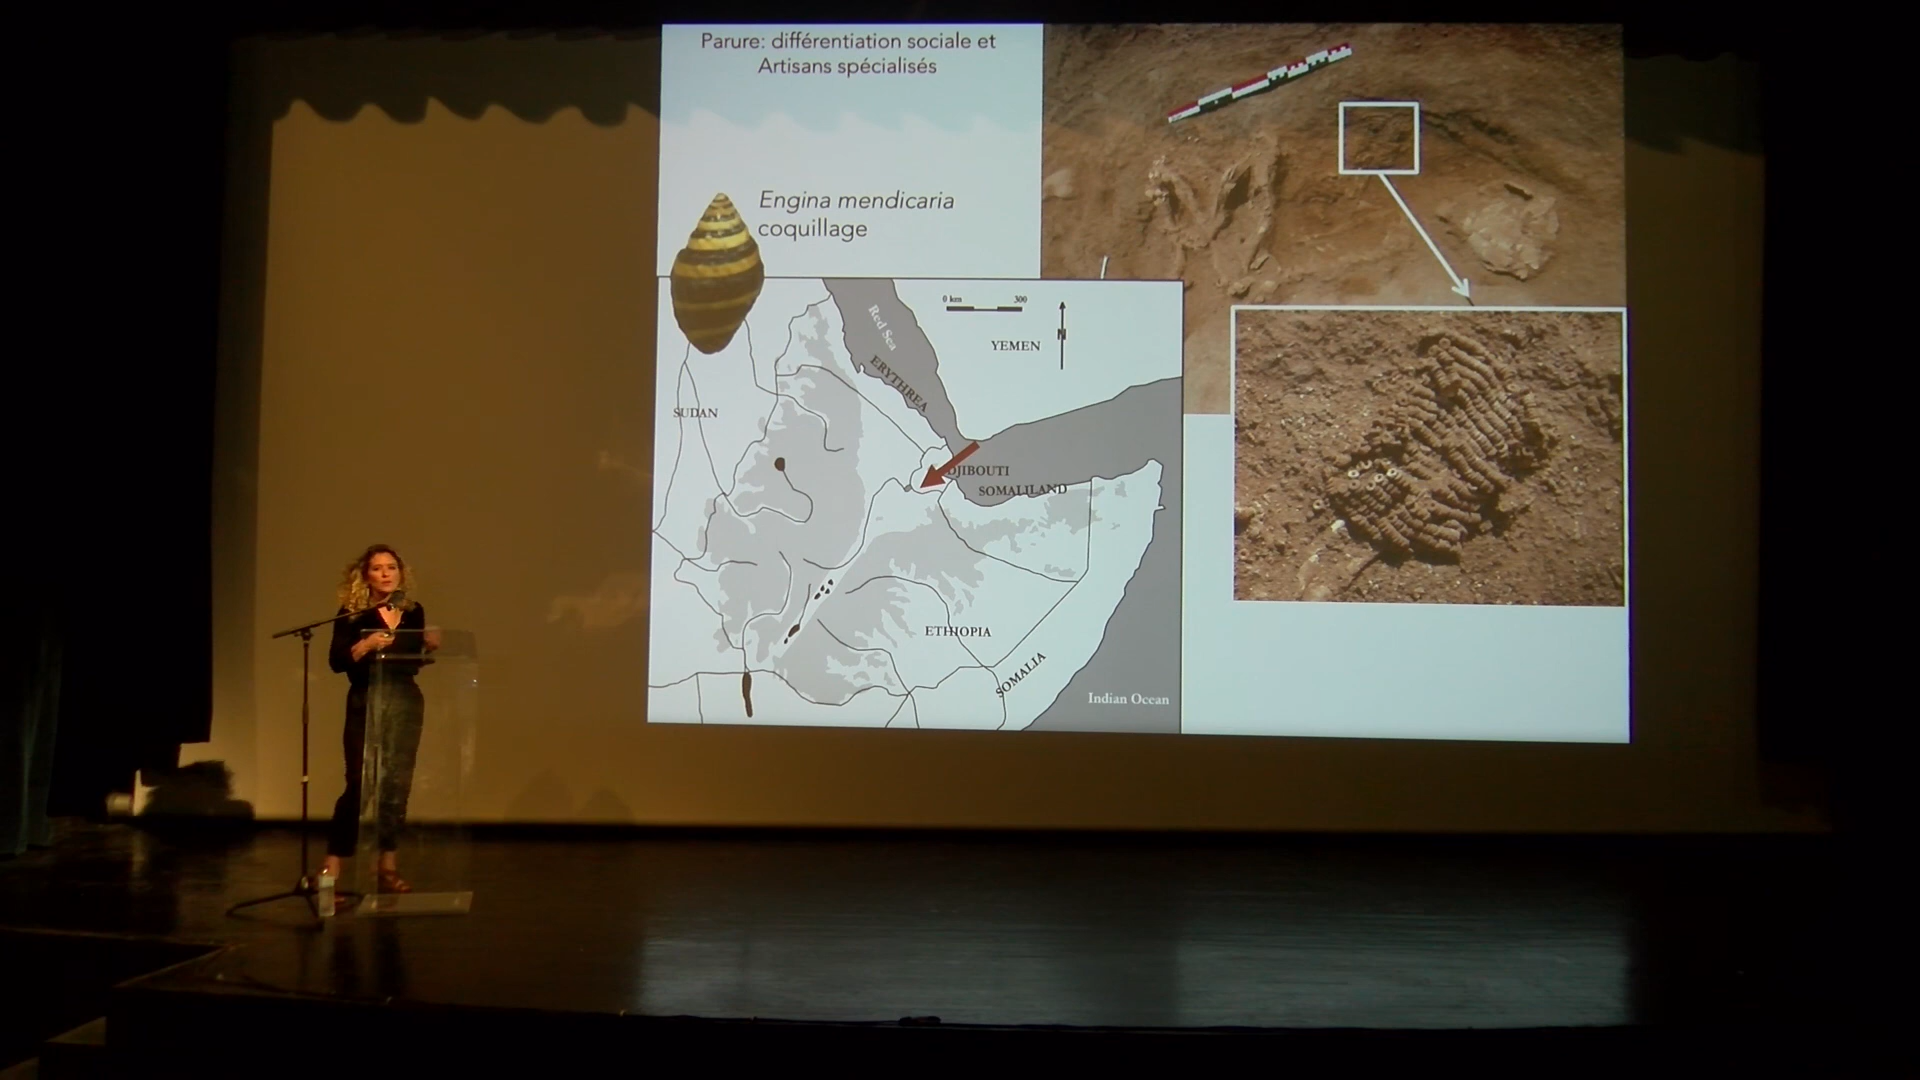 Parure: différentiation sociale et
Artisans spécialisés
Engina mendicaria
coquillage
0 km 300
N
Red Sea
YEMEN
ERYTHREA
SUDAN
DJIBOUTI
SOMALILAND
ETHIOPIA
SOMALIA
Indian Ocean